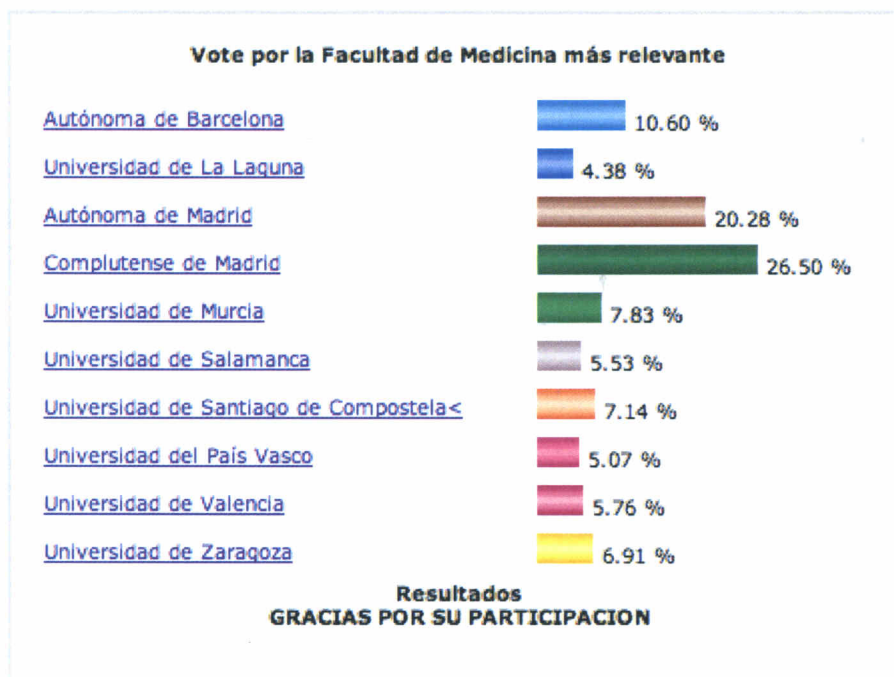 Vote por la Facultad de Medicina más relevante
Autónoma de Barcelona 10.60 %
Universidad de La Laguna 4.38 %
Autónoma de Madrid 20.28 %
Complutense de Madrid 26.50 %
Universidad de Murcia 7.83 %
Universidad de Salamanca 5.53 %
Universidad de Santiago de Compostela< 7.14 %
Universidad del País Vasco 5.07 %
Universidad de Valencia 5.76 %
Universidad de Zaragoza 6.91 %
Resultados
GRACIAS POR SU PARTICIPACION